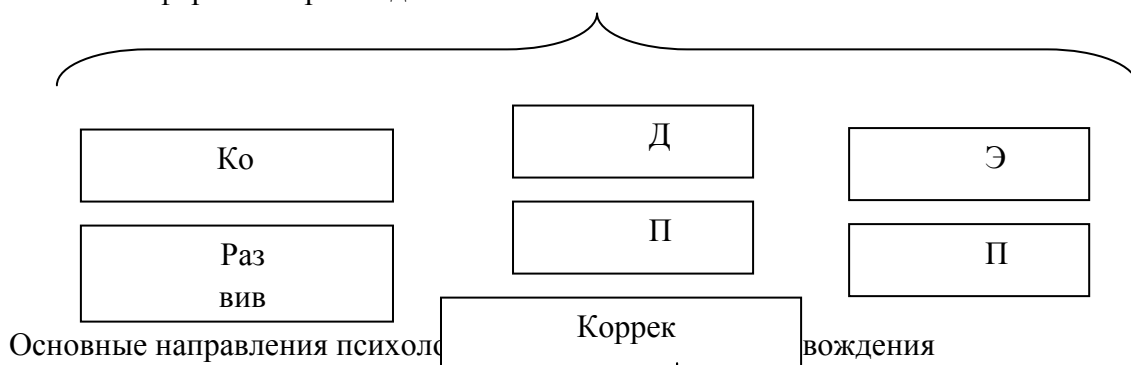 Ко
Д
Э
Раз
вив
П
П
Коррек
Основные направления психоло вождения